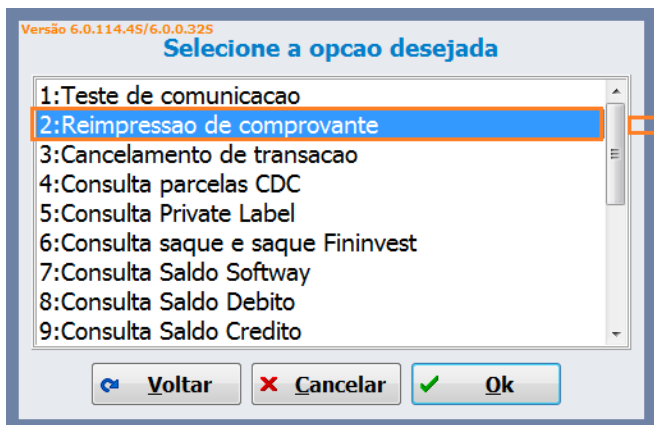 Versão 6.0.114.4S/6.0.0.32S
Selecione a opcao desejada
1:Teste de comunicacao
2:Reimpressao de comprovante
3:Cancelamento de transacao
4:Consulta parcelas CDC
5:Consulta Private Label
6:Consulta saque e saque Fininvest
7:Consulta Saldo Softway
8:Consulta Saldo Debito
9:Consulta Saldo Credito
Voltar Cancelar Ok